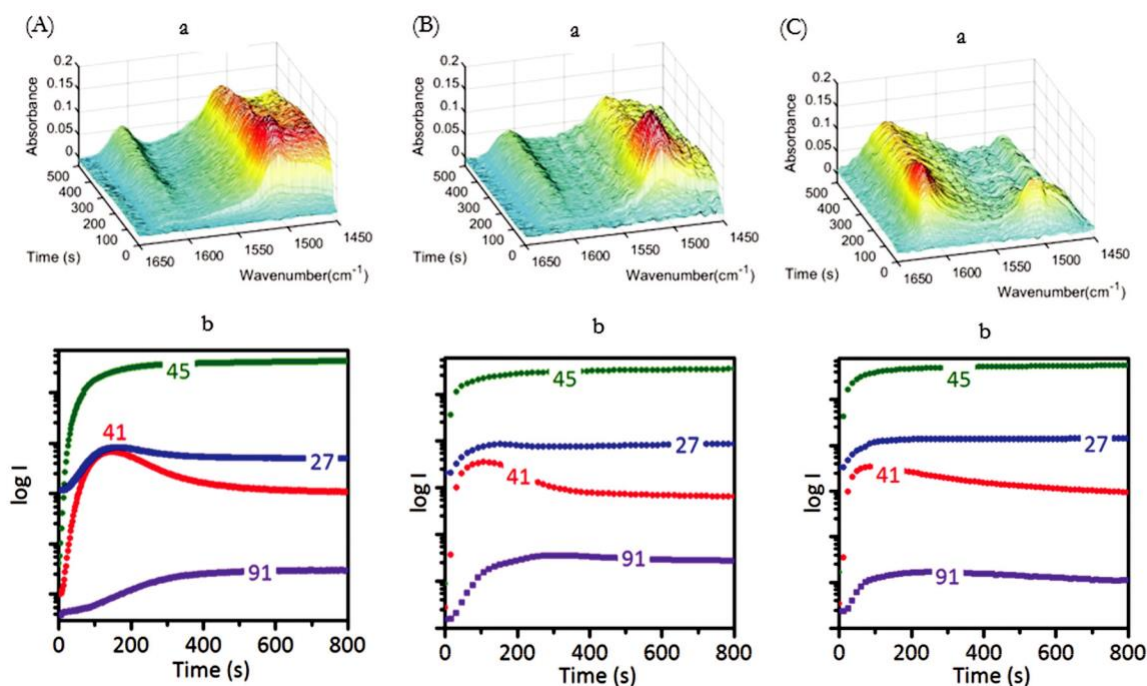 (A)
a
Absorbance
0.2
0.15
0.1
0.05
0
500
400
300
200
100
0
Time (s)
1650
1600
1550
1500
1450
Wavenumber(cm⁻¹)
(B)
a
Absorbance
0.2
0.15
0.1
0.05
0
500
400
300
200
100
0
Time (s)
1650
1600
1550
1500
1450
Wavenumber(cm⁻¹)
(C)
a
Absorbance
0.2
0.15
0.1
0.05
0
500
400
300
200
100
0
Time (s)
1650
1600
1550
1500
1450
Wavenumber(cm⁻¹)
b
log I
45
41
27
91
0 200 400 600 800
Time (s)
b
log I
45
27
41
91
0 200 400 600 800
Time (s)
b
log I
45
27
41
91
0 200 400 600 800
Time (s)